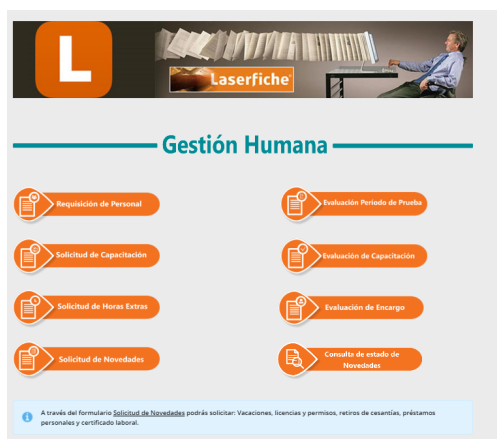 L
Laserfiche®
Gestión Humana
Requisición de Personal
Evaluación Periodo de Prueba
Solicitud de Capacitación
Evaluación de Capacitación
Solicitud de Horas Extras
Evaluación de Encargo
Solicitud de Novedades
Consulta de estado de
Novedades
A través del formulario Solicitud de Novedades podrás solicitar: Vacaciones, licencias y permisos, retiros de cesantías, préstamos
personales y certificado laboral.